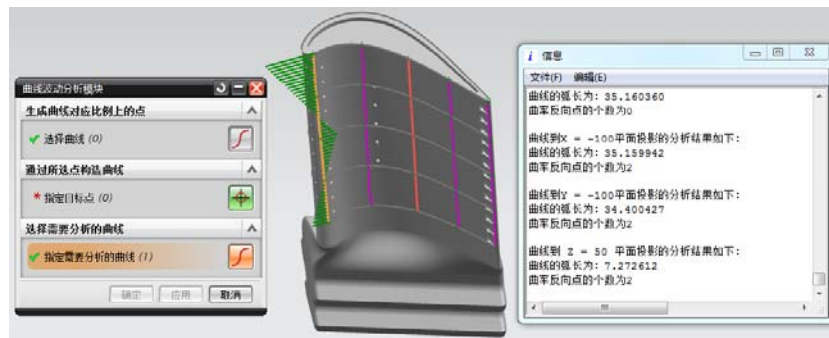 曲线波动分析模块
生成曲线对应比例上的点
选择曲线 (0)
通过所选点构造曲线
* 指定目标点 (0)
选择需要分析的曲线
指定需要分析的曲线 (1)
确定 应用 取消
i 信息
文件(F) 编辑(E)
曲线的弧长为: 35.160360
曲率反向点的个数为0
曲线到X = -100平面投影的分析结果如下:
曲线的弧长为: 35.159942
曲率反向点的个数为2
曲线到Y = -100平面投影的分析结果如下:
曲线的弧长为: 34.400427
曲率反向点的个数为2
曲线到 Z = 50 平面投影的分析结果如下:
曲线的弧长为: 7.272612
曲率反向点的个数为2